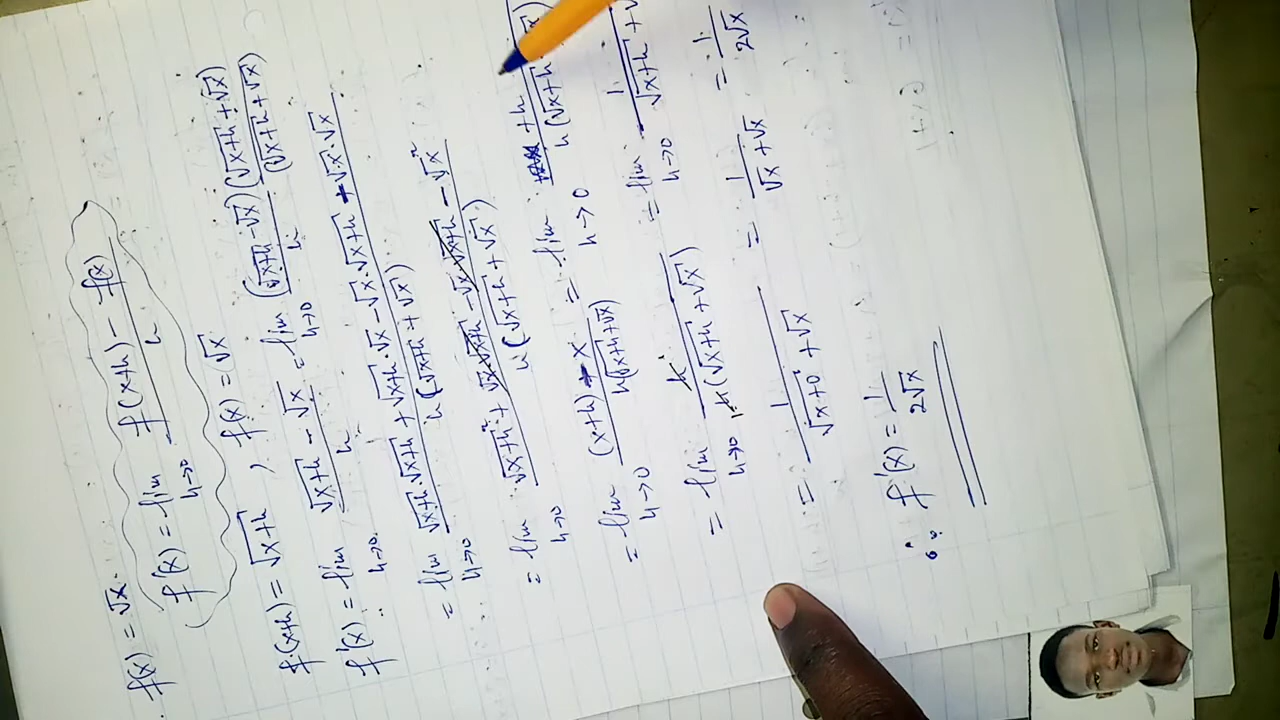 f(x) = √x.
f'(x) = lim h→0 f(x+h) - f(x) / h
f(x+h) = √x+h , f(x) = √x
f'(x) = lim h→0. √x+h - √x / h = lim h→0 (√x+h - √x)(√x+h + √x) / h (√x+h + √x)
= lim h→0 √x+h·√x+h + √x+h·√x - √x·√x+h - √x·√x / h(√x+h + √x)
= lim h→0 √x+h² + √x·√x+h - √x·√x+h - √x² / h(√x+h + √x)
= lim h→0 (x+h) - x / h(√x+h + √x) = lim h→0 + h / h(√x+h √x)
= lim h→0 h / h(√x+h + √x) = lim h→0 1 / √x+h +
= 1 / √x+0 + √x = 1 / √x + √x = 1 / 2√x
∴ f'(x) = 1 / 2√x